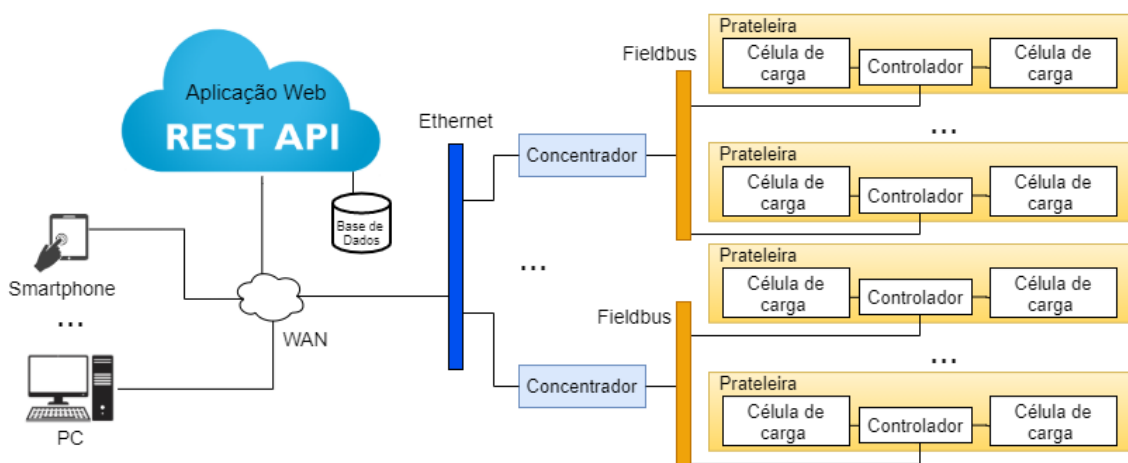 Aplicação Web
REST API
Base de
Dados
Smartphone
...
PC
WAN
Ethernet
Concentrador
...
Concentrador
Fieldbus
Fieldbus
Prateleira
Célula de
carga
Controlador
Célula de
carga
...
Prateleira
Célula de
carga
Controlador
Célula de
carga
Prateleira
Célula de
carga
Controlador
Célula de
carga
...
Prateleira
Célula de
carga
Controlador
Célula de
carga